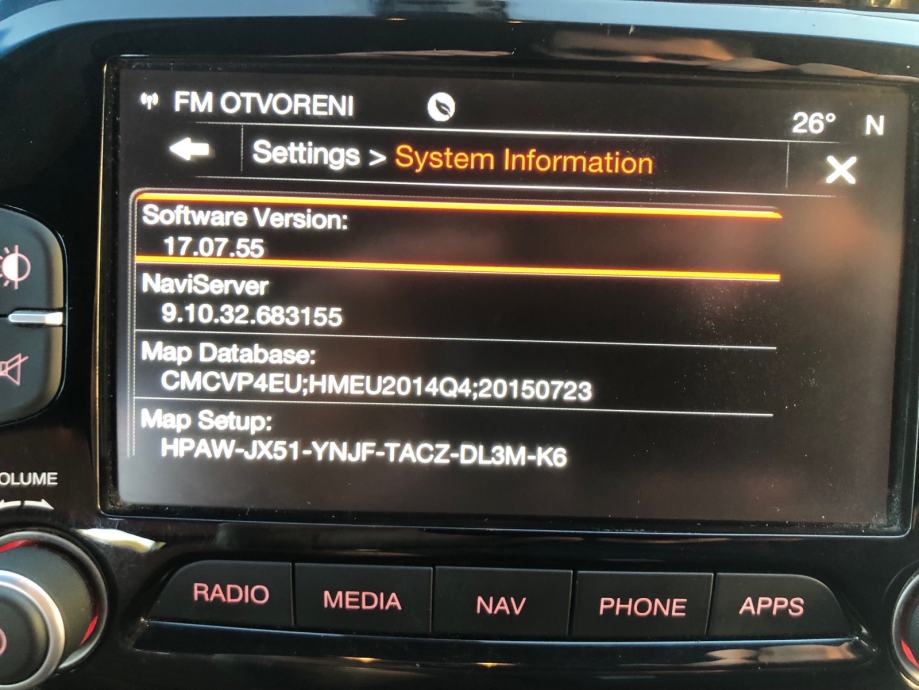 FM OTVORENI
26° N
Settings > System Information
Software Version:
17.07.55
NaviServer
9.10.32.683155
Map Database:
CMCVP4EU;HMEU2014Q4;20150723
Map Setup:
HPAW-JX51-YNJF-TACZ-DL3M-K6
OLUME
RADIO
MEDIA
NAV
PHONE
APPS